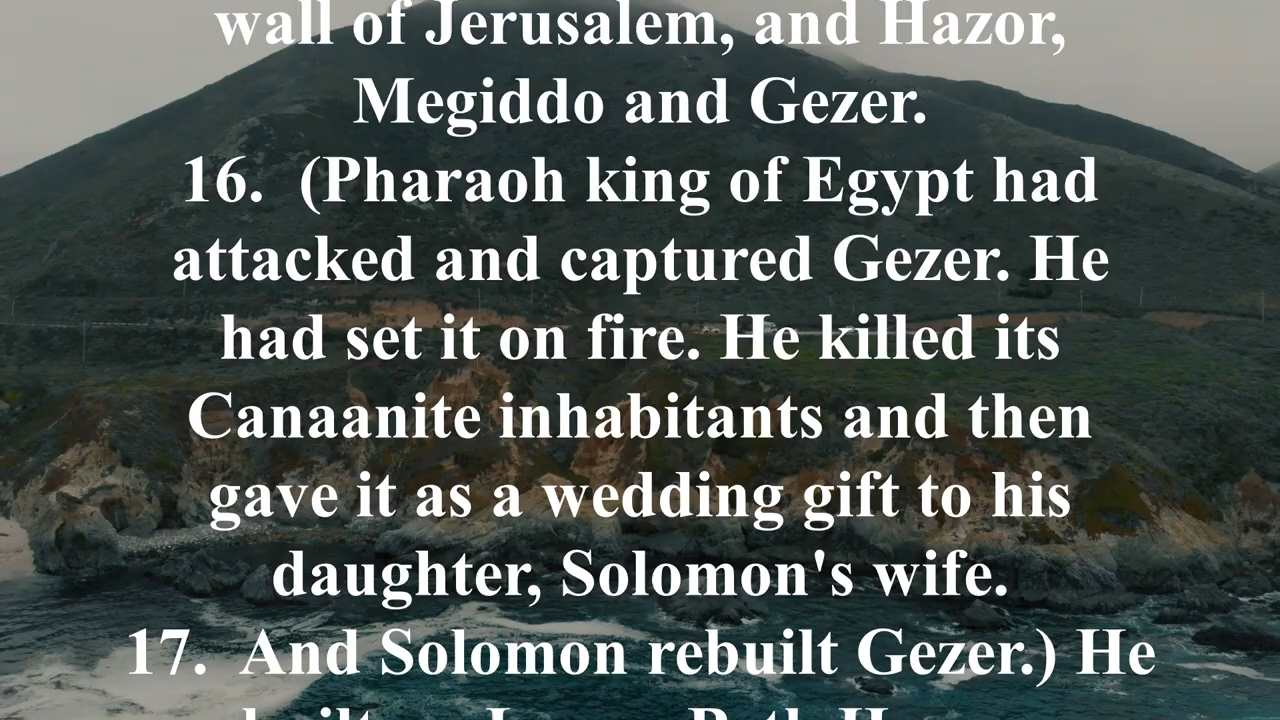 wall of Jerusalem, and Hazor,
Megiddo and Gezer.
16. (Pharaoh king of Egypt had
attacked and captured Gezer. He
had set it on fire. He killed its
Canaanite inhabitants and then
gave it as a wedding gift to his
daughter, Solomon's wife.
17. And Solomon rebuilt Gezer.) He